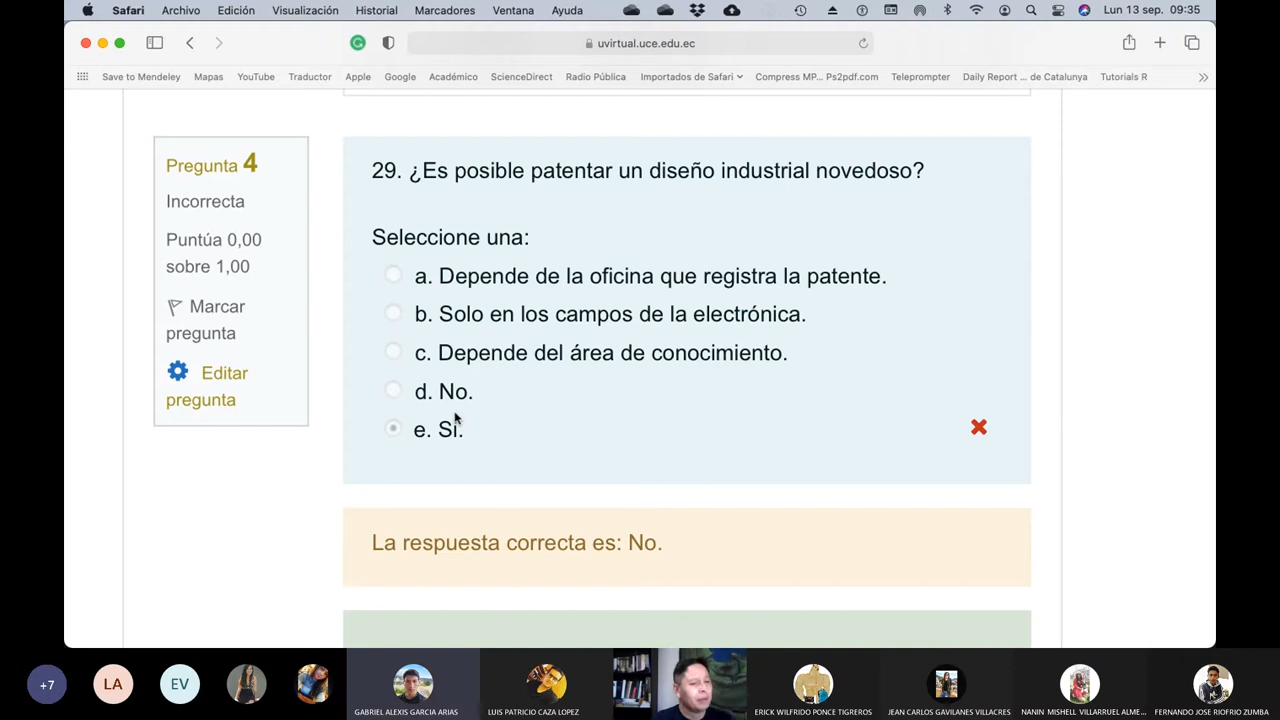 Safari Archivo Edición Visualización Historial Marcadores Ventana Ayuda Lun 13 sep. 09:35
uvirtual.uce.edu.ec
Save to Mendeley Mapas YouTube Traductor Apple Google Académico ScienceDirect Radio Pública Importados de Safari Compress MP... Ps2pdf.com Teleprompter Daily Report ... de Catalunya Tutorials R
Pregunta 4
Incorrecta
Puntúa 0,00
sobre 1,00
Marcar
pregunta
Editar
pregunta
29. ¿Es posible patentar un diseño industrial novedoso?
Seleccione una:
a. Depende de la oficina que registra la patente.
b. Solo en los campos de la electrónica.
c. Depende del área de conocimiento.
d. No.
e. Sí.
La respuesta correcta es: No.
+7 LA EV
GABRIEL ALEXIS GARCIA ARIAS LUIS PATRICIO CAZA LOPEZ ERICK WILFRIDO PONCE TIGREROS JEAN CARLOS GAVILANES VILLACRES NANIN MISHELL VILLARRUEL ALME... FERNANDO JOSE RIOFRIO ZUMBA